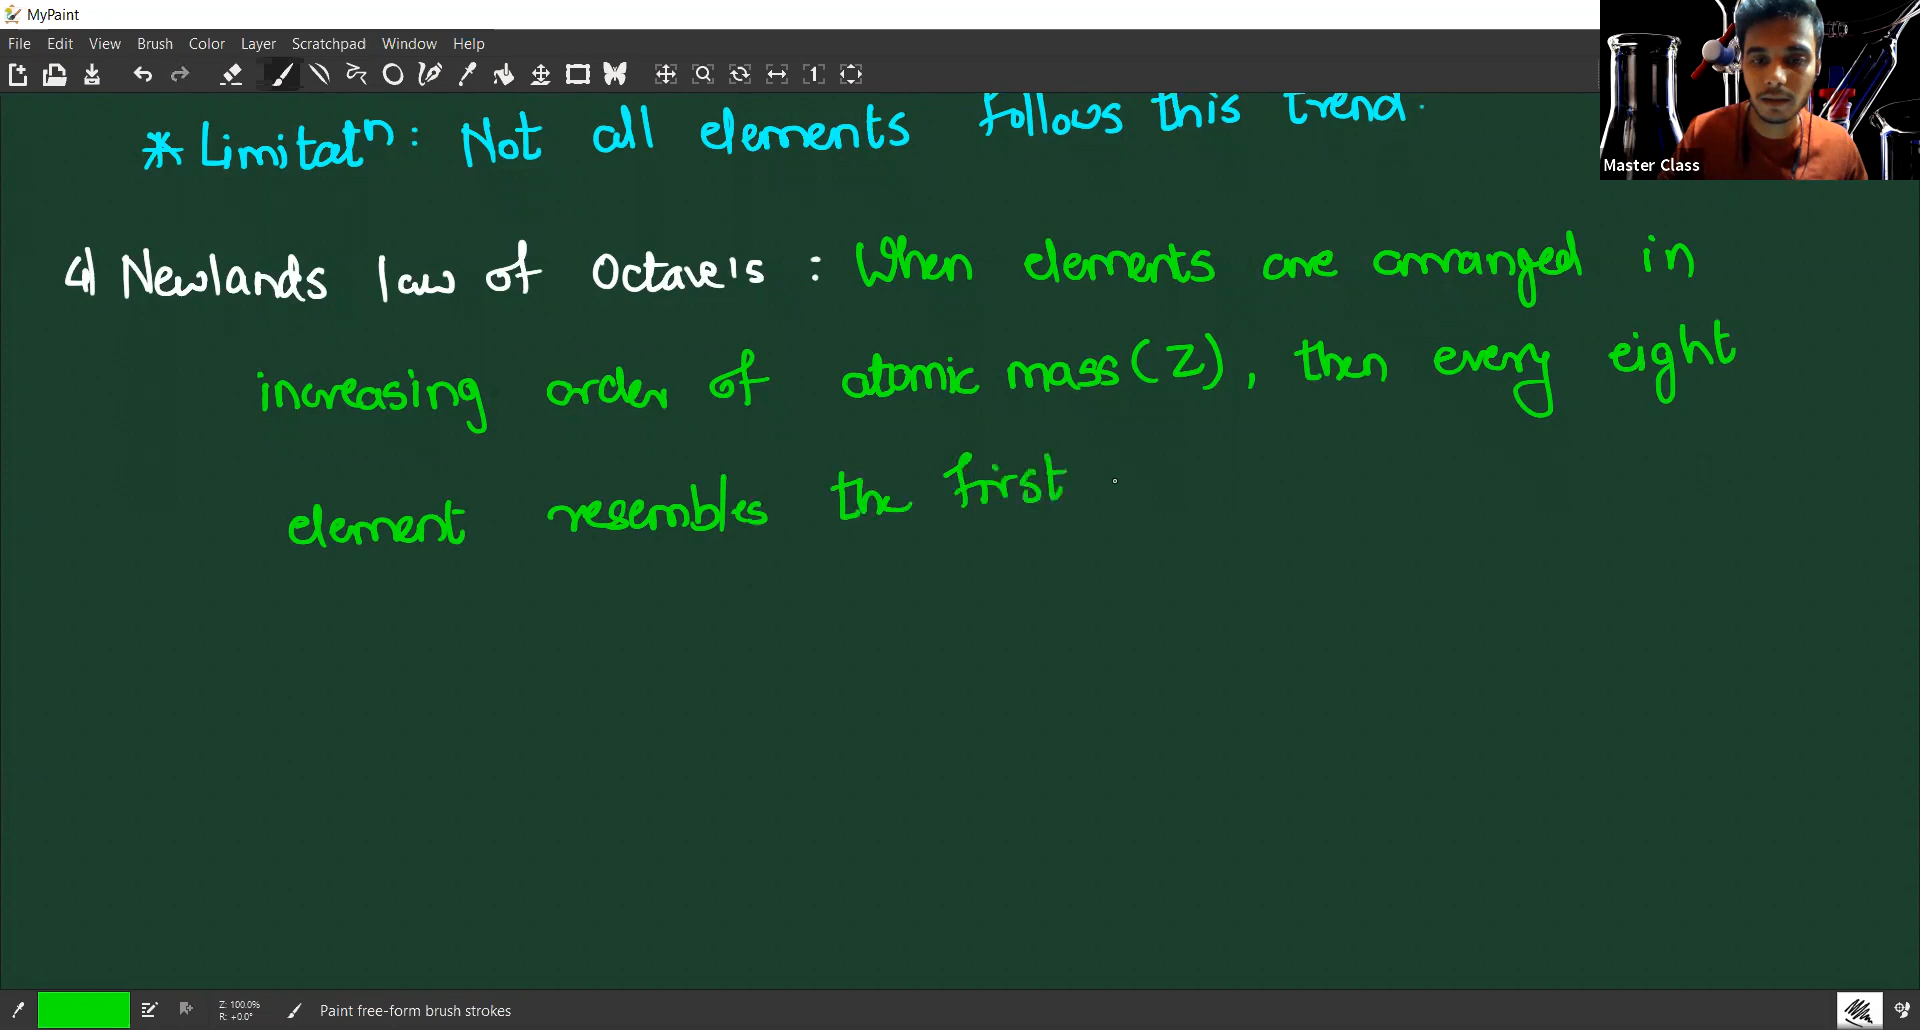 MyPaint
File Edit View Brush Color Layer Scratchpad Window Help
Master Class
* Limitatⁿ: Not all elements follows this trend.
4) Newlands law of Octave's : When elements are arranged in
increasing order of atomic mass (Z), then every eight
element resembles the first
Z: 100.0%
R: +0.0°
Paint free-form brush strokes